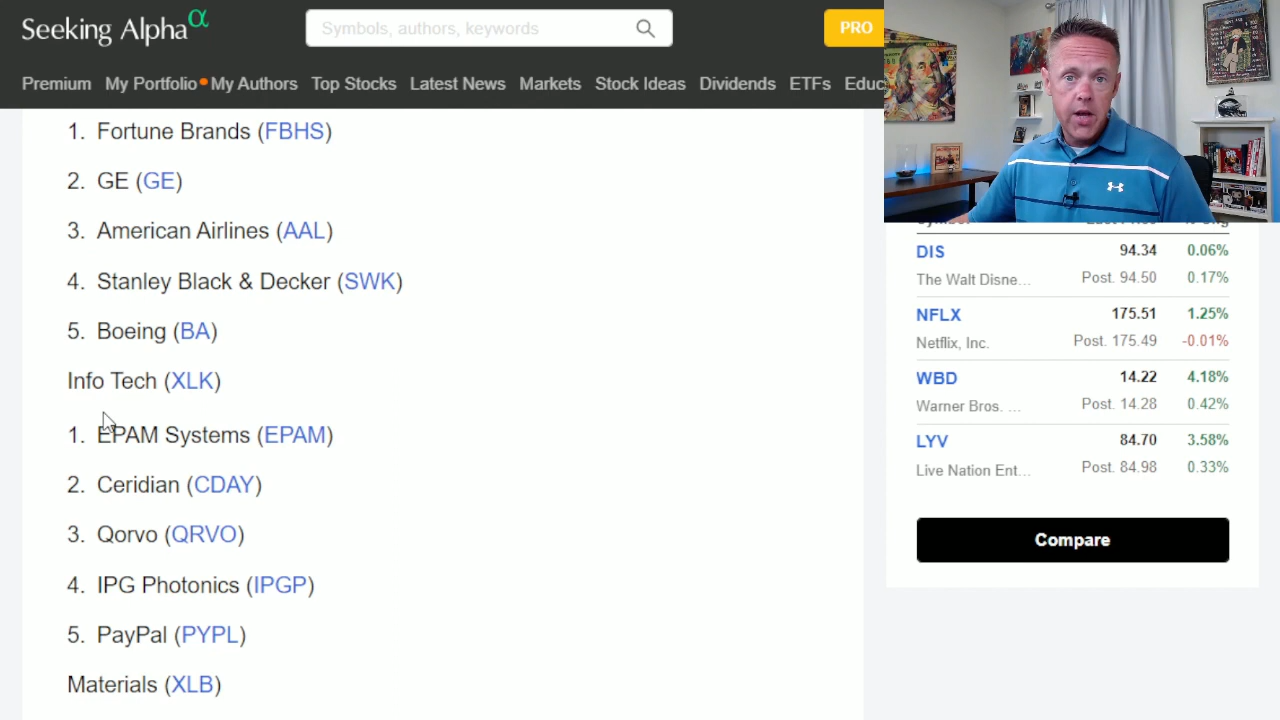 Seeking Alpha α
Symbols, authors, keywords
PRO
Premium My Portfolio My Authors Top Stocks Latest News Markets Stock Ideas Dividends ETFs Educ
1. Fortune Brands (FBHS)
2. GE (GE)
3. American Airlines (AAL)
4. Stanley Black & Decker (SWK)
5. Boeing (BA)
Info Tech (XLK)
1. EPAM Systems (EPAM)
2. Ceridian (CDAY)
3. Qorvo (QRVO)
4. IPG Photonics (IPGP)
5. PayPal (PYPL)
Materials (XLB)
DIS 94.34 0.06%
The Walt Disne... Post. 94.50 0.17%
NFLX 175.51 1.25%
Netflix, Inc. Post. 175.49 -0.01%
WBD 14.22 4.18%
Warner Bros. ... Post. 14.28 0.42%
LYV 84.70 3.58%
Live Nation Ent... Post. 84.98 0.33%
Compare